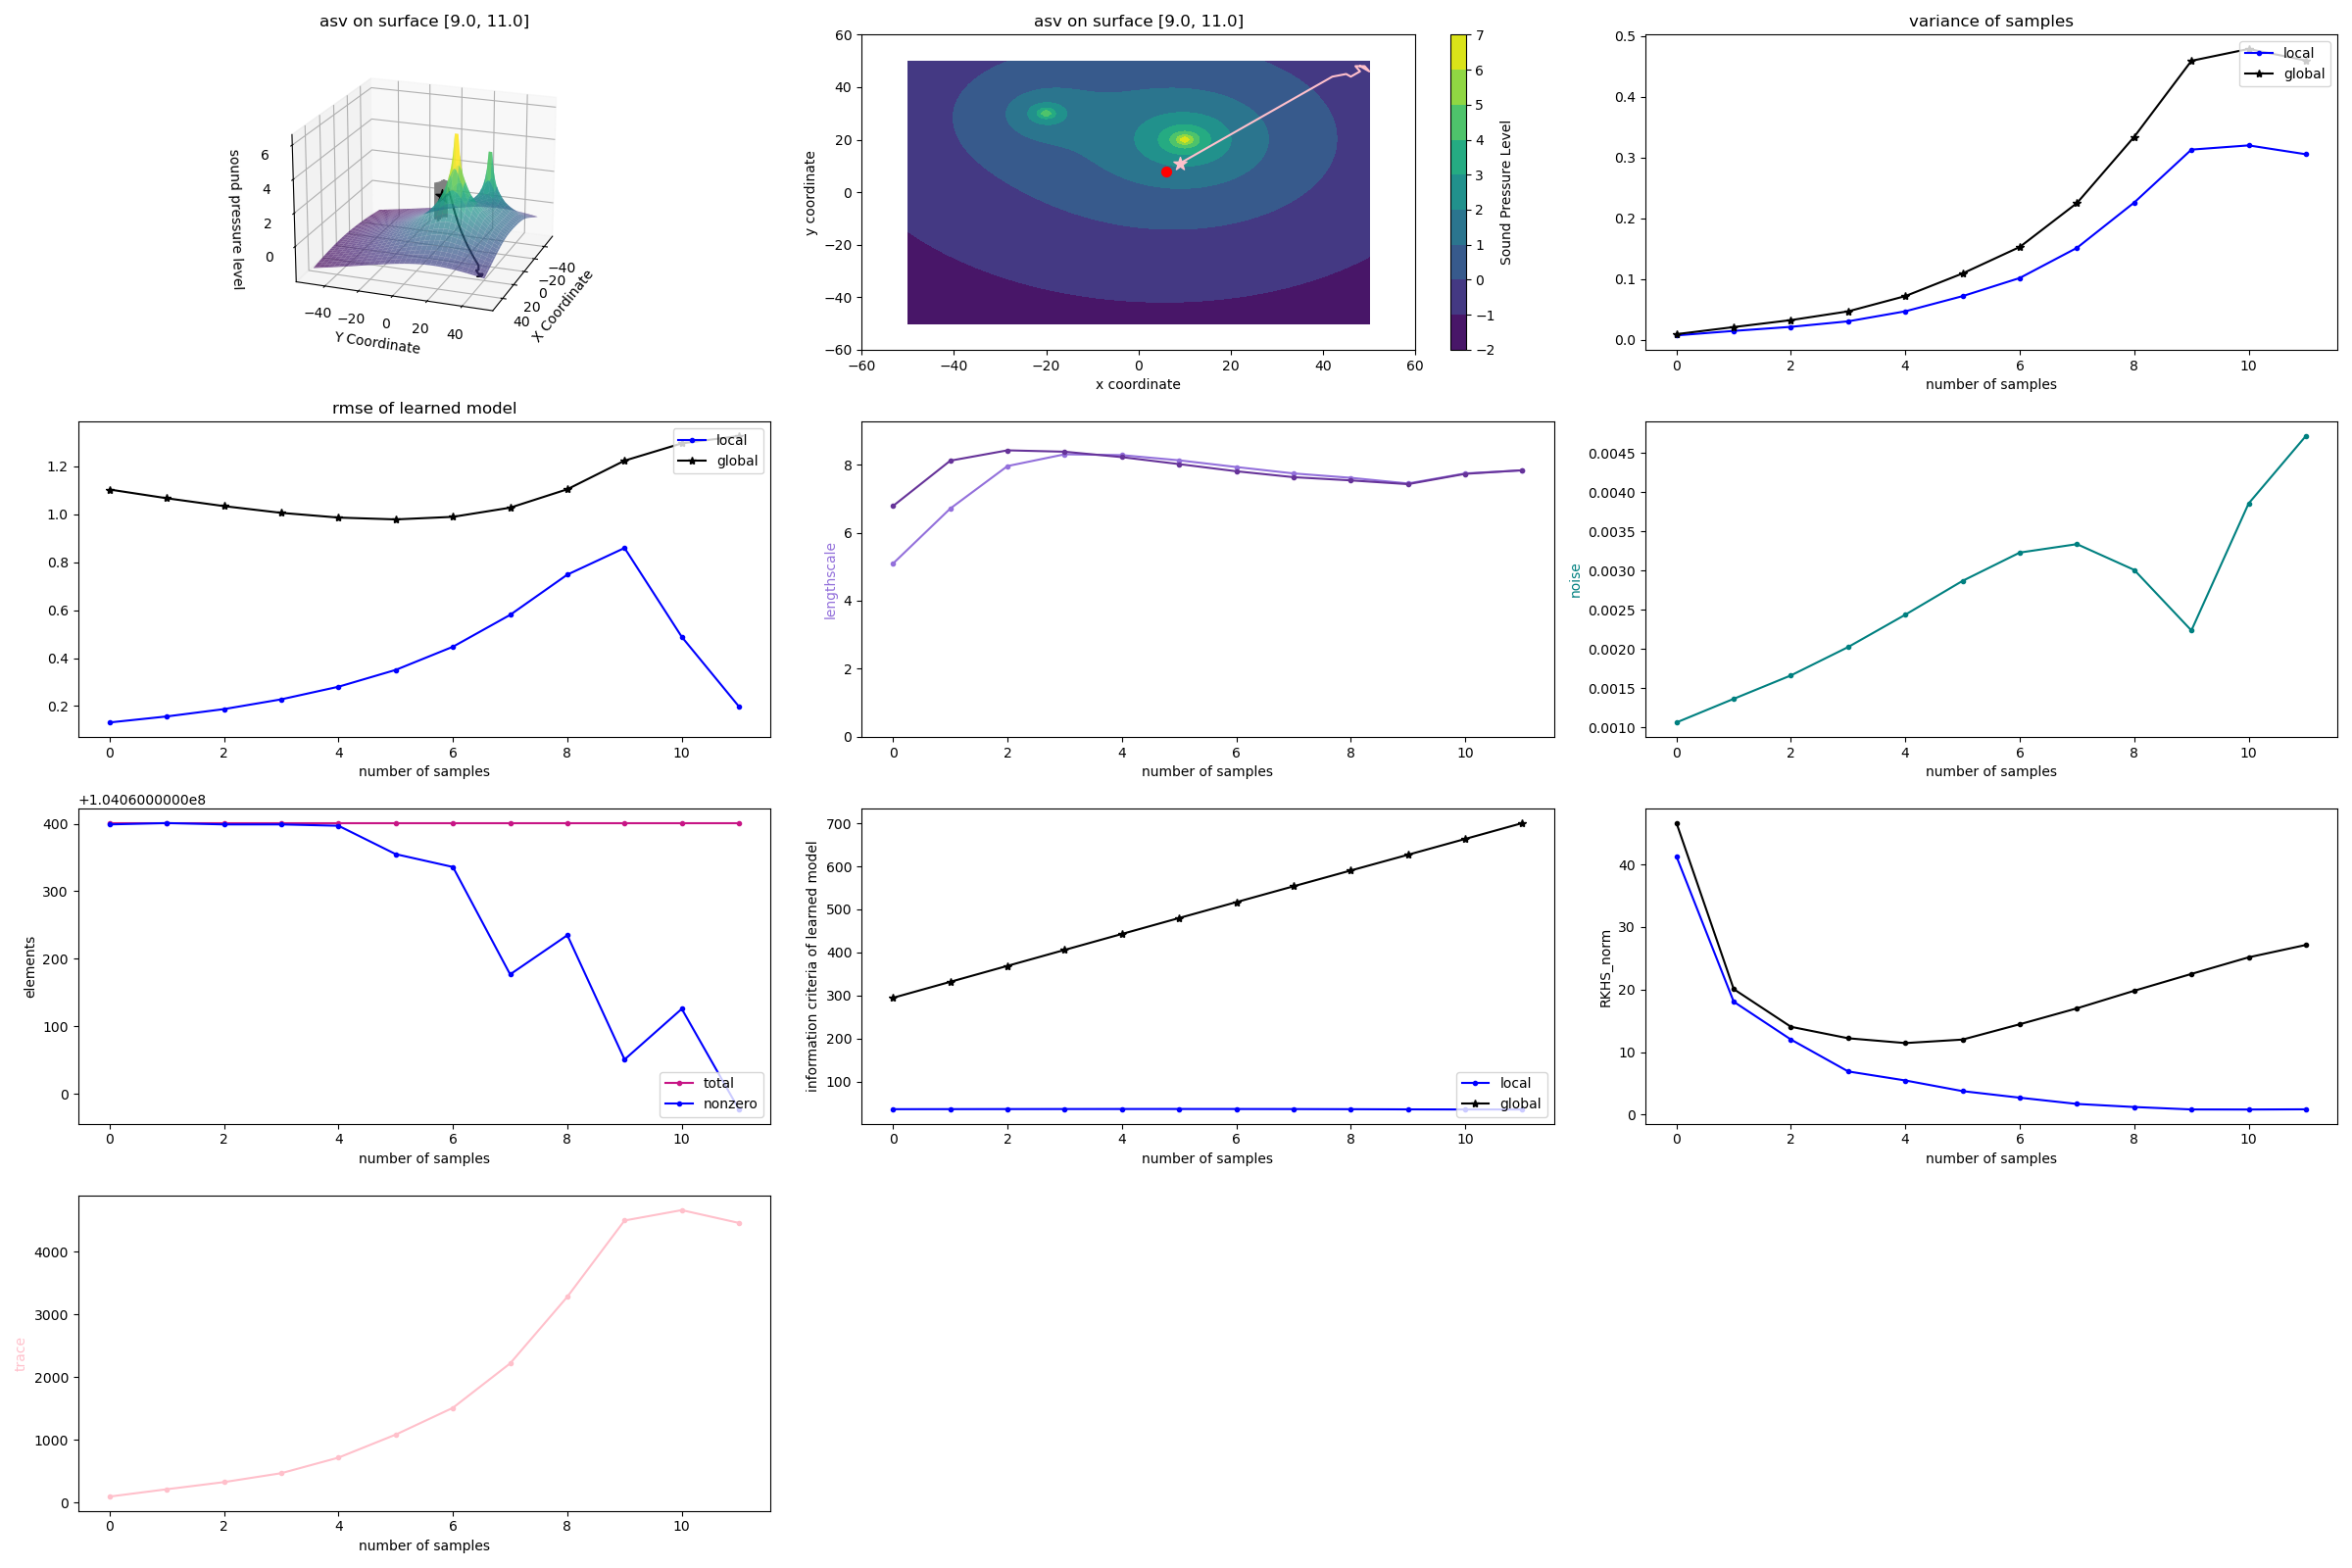 asv on surface [9.0, 11.0]
sound pressure level
6
4
2
0
−40 −20 0 20 40
Y Coordinate
−40
−20
0
20
40
X Coordinate
asv on surface [9.0, 11.0]
60
40
20
0
−20
−40
−60
y coordinate
−60 −40 −20 0 20 40 60
x coordinate
7
6
5
4
3
2
1
0
−1
−2
Sound Pressure Level
variance of samples
local
global
0.5
0.4
0.3
0.2
0.1
0.0
0 2 4 6 8 10
number of samples
rmse of learned model
local
global
1.2
1.0
0.8
0.6
0.4
0.2
0 2 4 6 8 10
number of samples
lengthscale
8
6
4
2
0
0 2 4 6 8 10
number of samples
noise
0.0045
0.0040
0.0035
0.0030
0.0025
0.0020
0.0015
0.0010
0 2 4 6 8 10
number of samples
+1.0406000000e8
elements
400
300
200
100
0
total
nonzero
0 2 4 6 8 10
number of samples
information criteria of learned model
700
600
500
400
300
200
100
local
global
0 2 4 6 8 10
number of samples
RKHS_norm
40
30
20
10
0
0 2 4 6 8 10
number of samples
trace
4000
3000
2000
1000
0
0 2 4 6 8 10
number of samples